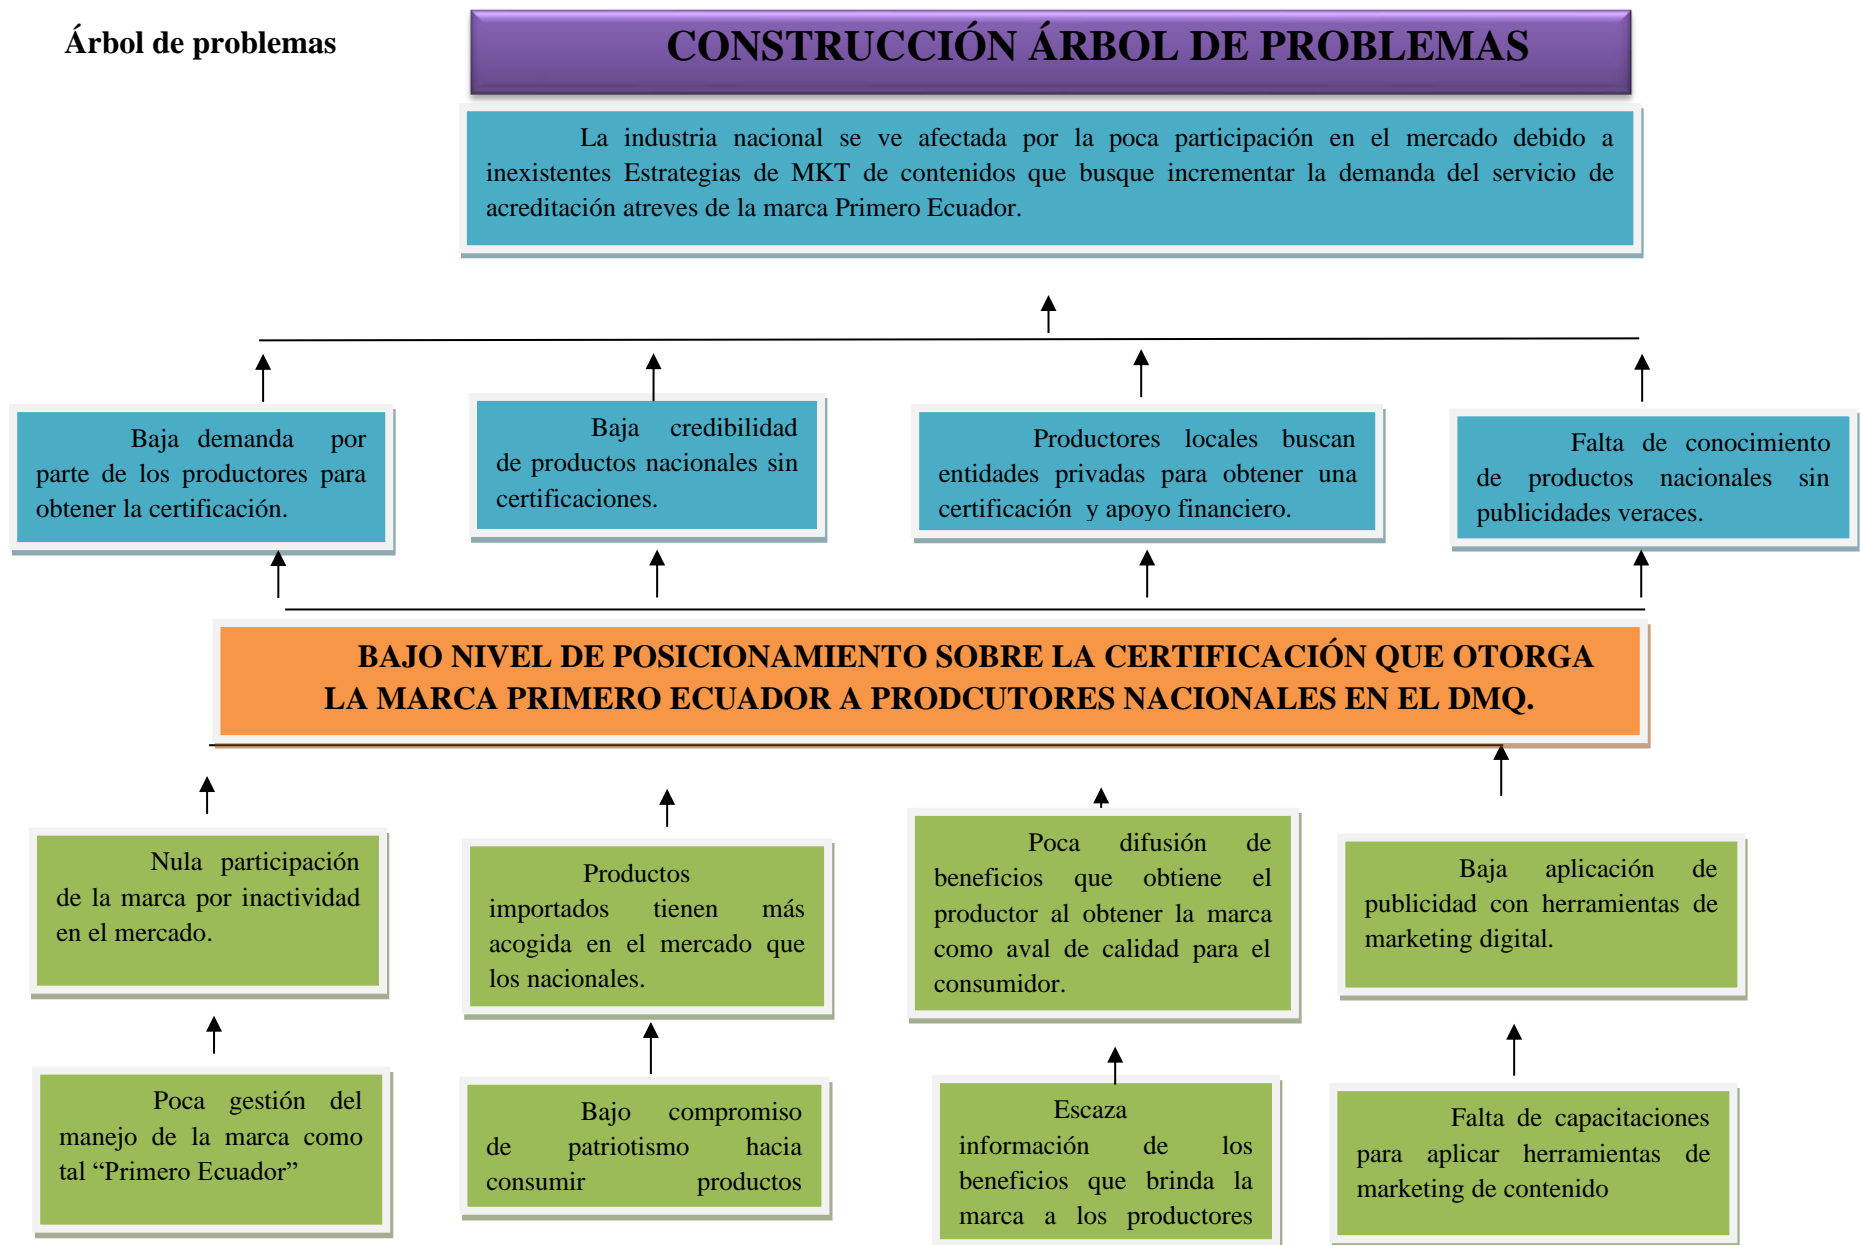 Árbol de problemas
CONSTRUCCIÓN ÁRBOL DE PROBLEMAS
La industria nacional se ve afectada por la poca participación en el mercado debido a
inexistentes Estrategias de MKT de contenidos que busque incrementar la demanda del servicio de
acreditación atreves de la marca Primero Ecuador.
Baja demanda por
parte de los productores para
obtener la certificación.
Baja credibilidad
de productos nacionales sin
certificaciones.
Productores locales buscan
entidades privadas para obtener una
certificación y apoyo financiero.
Falta de conocimiento
de productos nacionales sin
publicidades veraces.
BAJO NIVEL DE POSICIONAMIENTO SOBRE LA CERTIFICACIÓN QUE OTORGA
LA MARCA PRIMERO ECUADOR A PRODCUTORES NACIONALES EN EL DMQ.
Nula participación
de la marca por inactividad
en el mercado.
Productos
importados tienen más
acogida en el mercado que
los nacionales.
Poca difusión de
beneficios que obtiene el
productor al obtener la marca
como aval de calidad para el
consumidor.
Baja aplicación de
publicidad con herramientas de
marketing digital.
Poca gestión del
manejo de la marca como
tal “Primero Ecuador”
Bajo compromiso
de patriotismo hacia
consumir productos
Escaza
información de los
beneficios que brinda la
marca a los productores
Falta de capacitaciones
para aplicar herramientas de
marketing de contenido